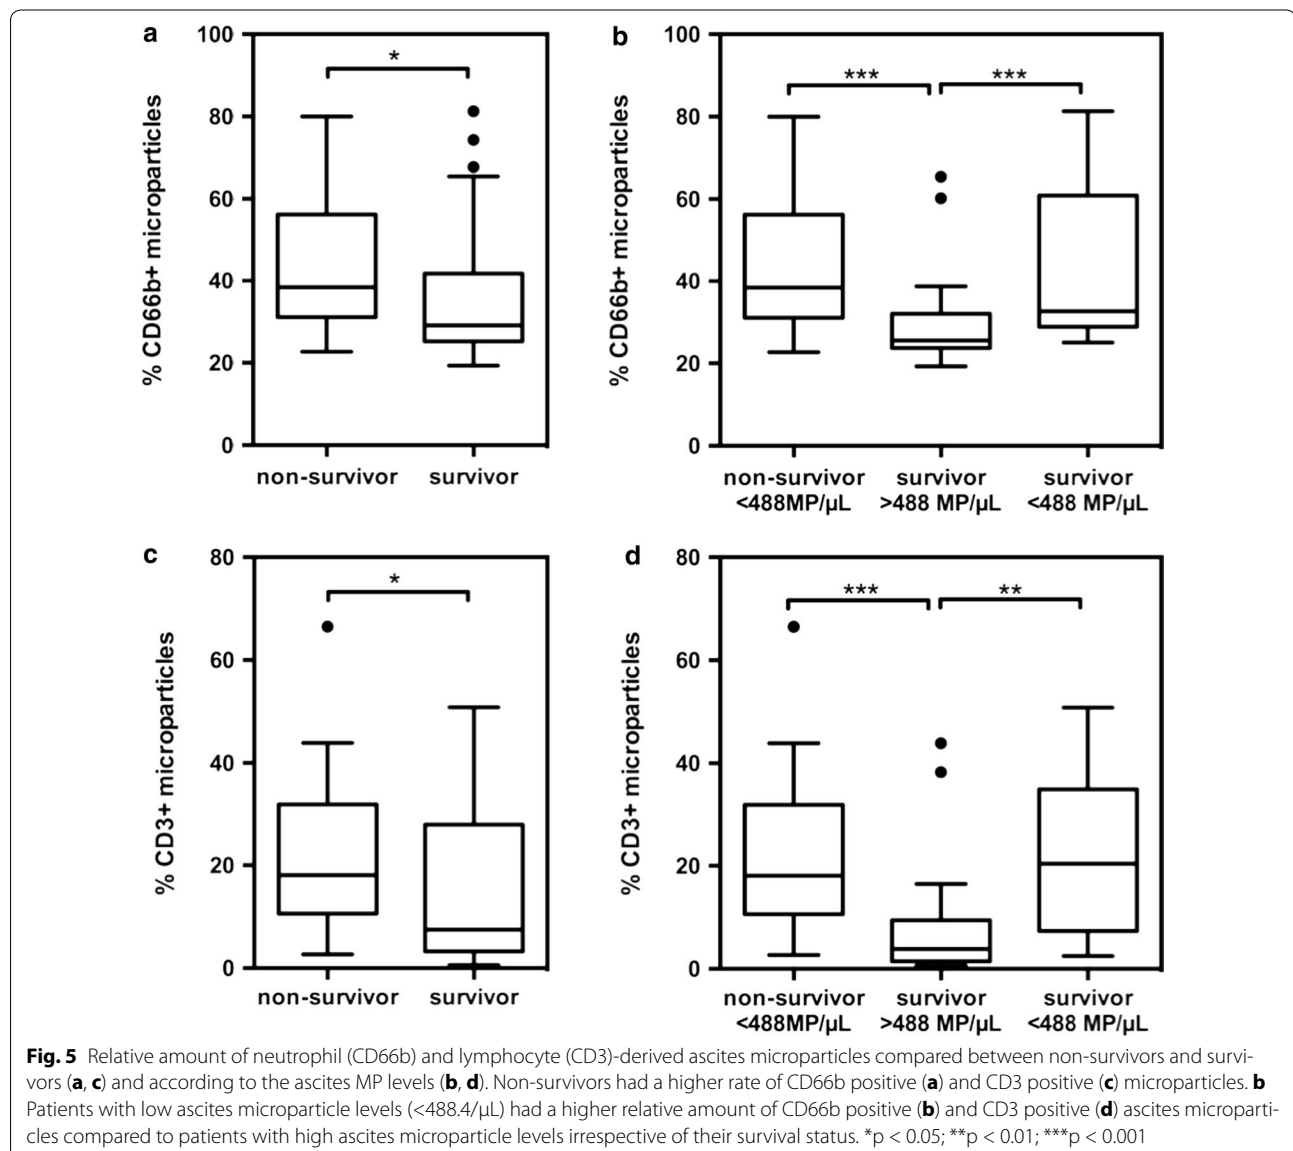 a
100
80
60
40
20
0
% CD66b+ microparticles
*
non-survivor survivor
b
100
80
60
40
20
0
% CD66b+ microparticles
*** ***
non-survivor survivor survivor
<488MP/µL >488 MP/µL <488 MP/µL
c
80
60
40
20
0
% CD3+ microparticles
*
non-survivor survivor
d
80
60
40
20
0
% CD3+ microparticles
*** **
non-survivor survivor survivor
<488MP/µL >488 MP/µL <488 MP/µL
Fig. 5 Relative amount of neutrophil (CD66b) and lymphocyte (CD3)-derived ascites microparticles compared between non-survivors and survi-
vors (a, c) and according to the ascites MP levels (b, d). Non-survivors had a higher rate of CD66b positive (a) and CD3 positive (c) microparticles. b
Patients with low ascites microparticle levels (<488.4/µL) had a higher relative amount of CD66b positive (b) and CD3 positive (d) ascites microparti-
cles compared to patients with high ascites microparticle levels irrespective of their survival status. *p < 0.05; **p < 0.01; ***p < 0.001